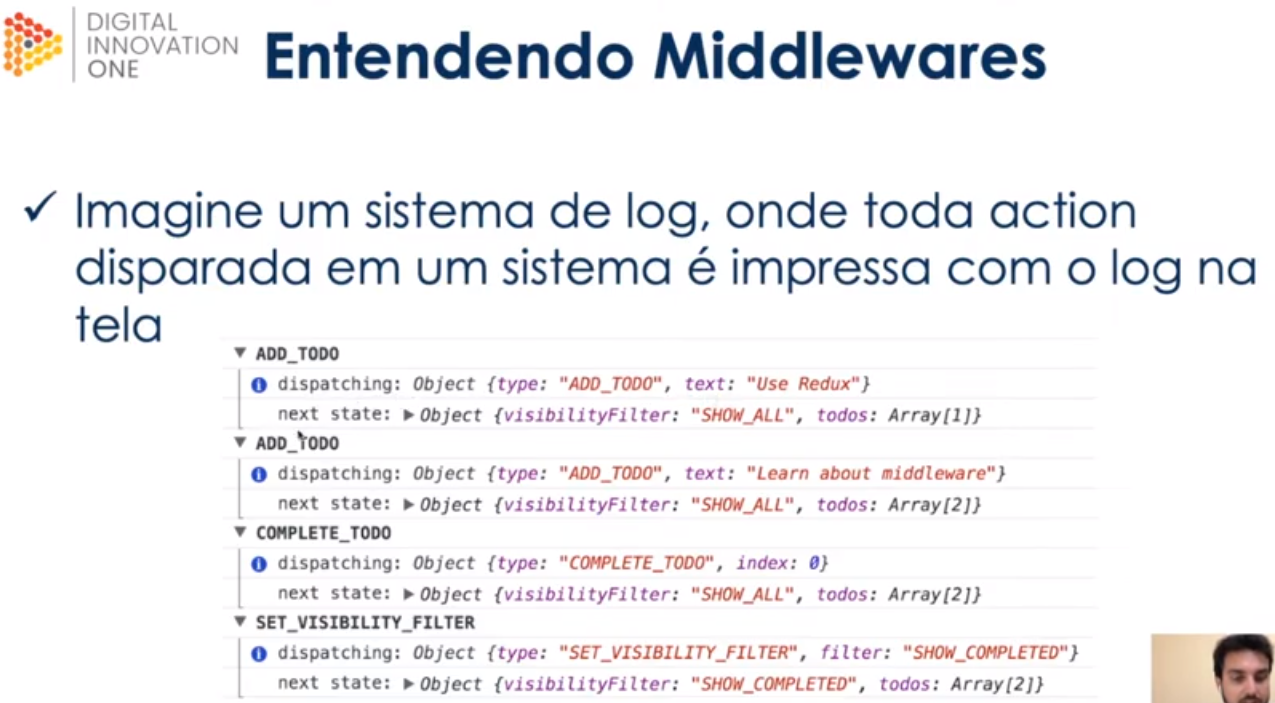 DIGITAL
INNOVATION
ONE
Entendendo Middlewares
✓ Imagine um sistema de log, onde toda action
disparada em um sistema é impressa com o log na
tela
▼ ADD_TODO
dispatching: Object {type: "ADD_TODO", text: "Use Redux"}
next state: ▶ Object {visibilityFilter: "SHOW_ALL", todos: Array[1]}
▼ ADD_TODO
dispatching: Object {type: "ADD_TODO", text: "Learn about middleware"}
next state: ▶ Object {visibilityFilter: "SHOW_ALL", todos: Array[2]}
▼ COMPLETE_TODO
dispatching: Object {type: "COMPLETE_TODO", index: 0}
next state: ▶ Object {visibilityFilter: "SHOW_ALL", todos: Array[2]}
▼ SET_VISIBILITY_FILTER
dispatching: Object {type: "SET_VISIBILITY_FILTER", filter: "SHOW_COMPLETED"}
next state: ▶ Object {visibilityFilter: "SHOW_COMPLETED", todos: Array[2]}